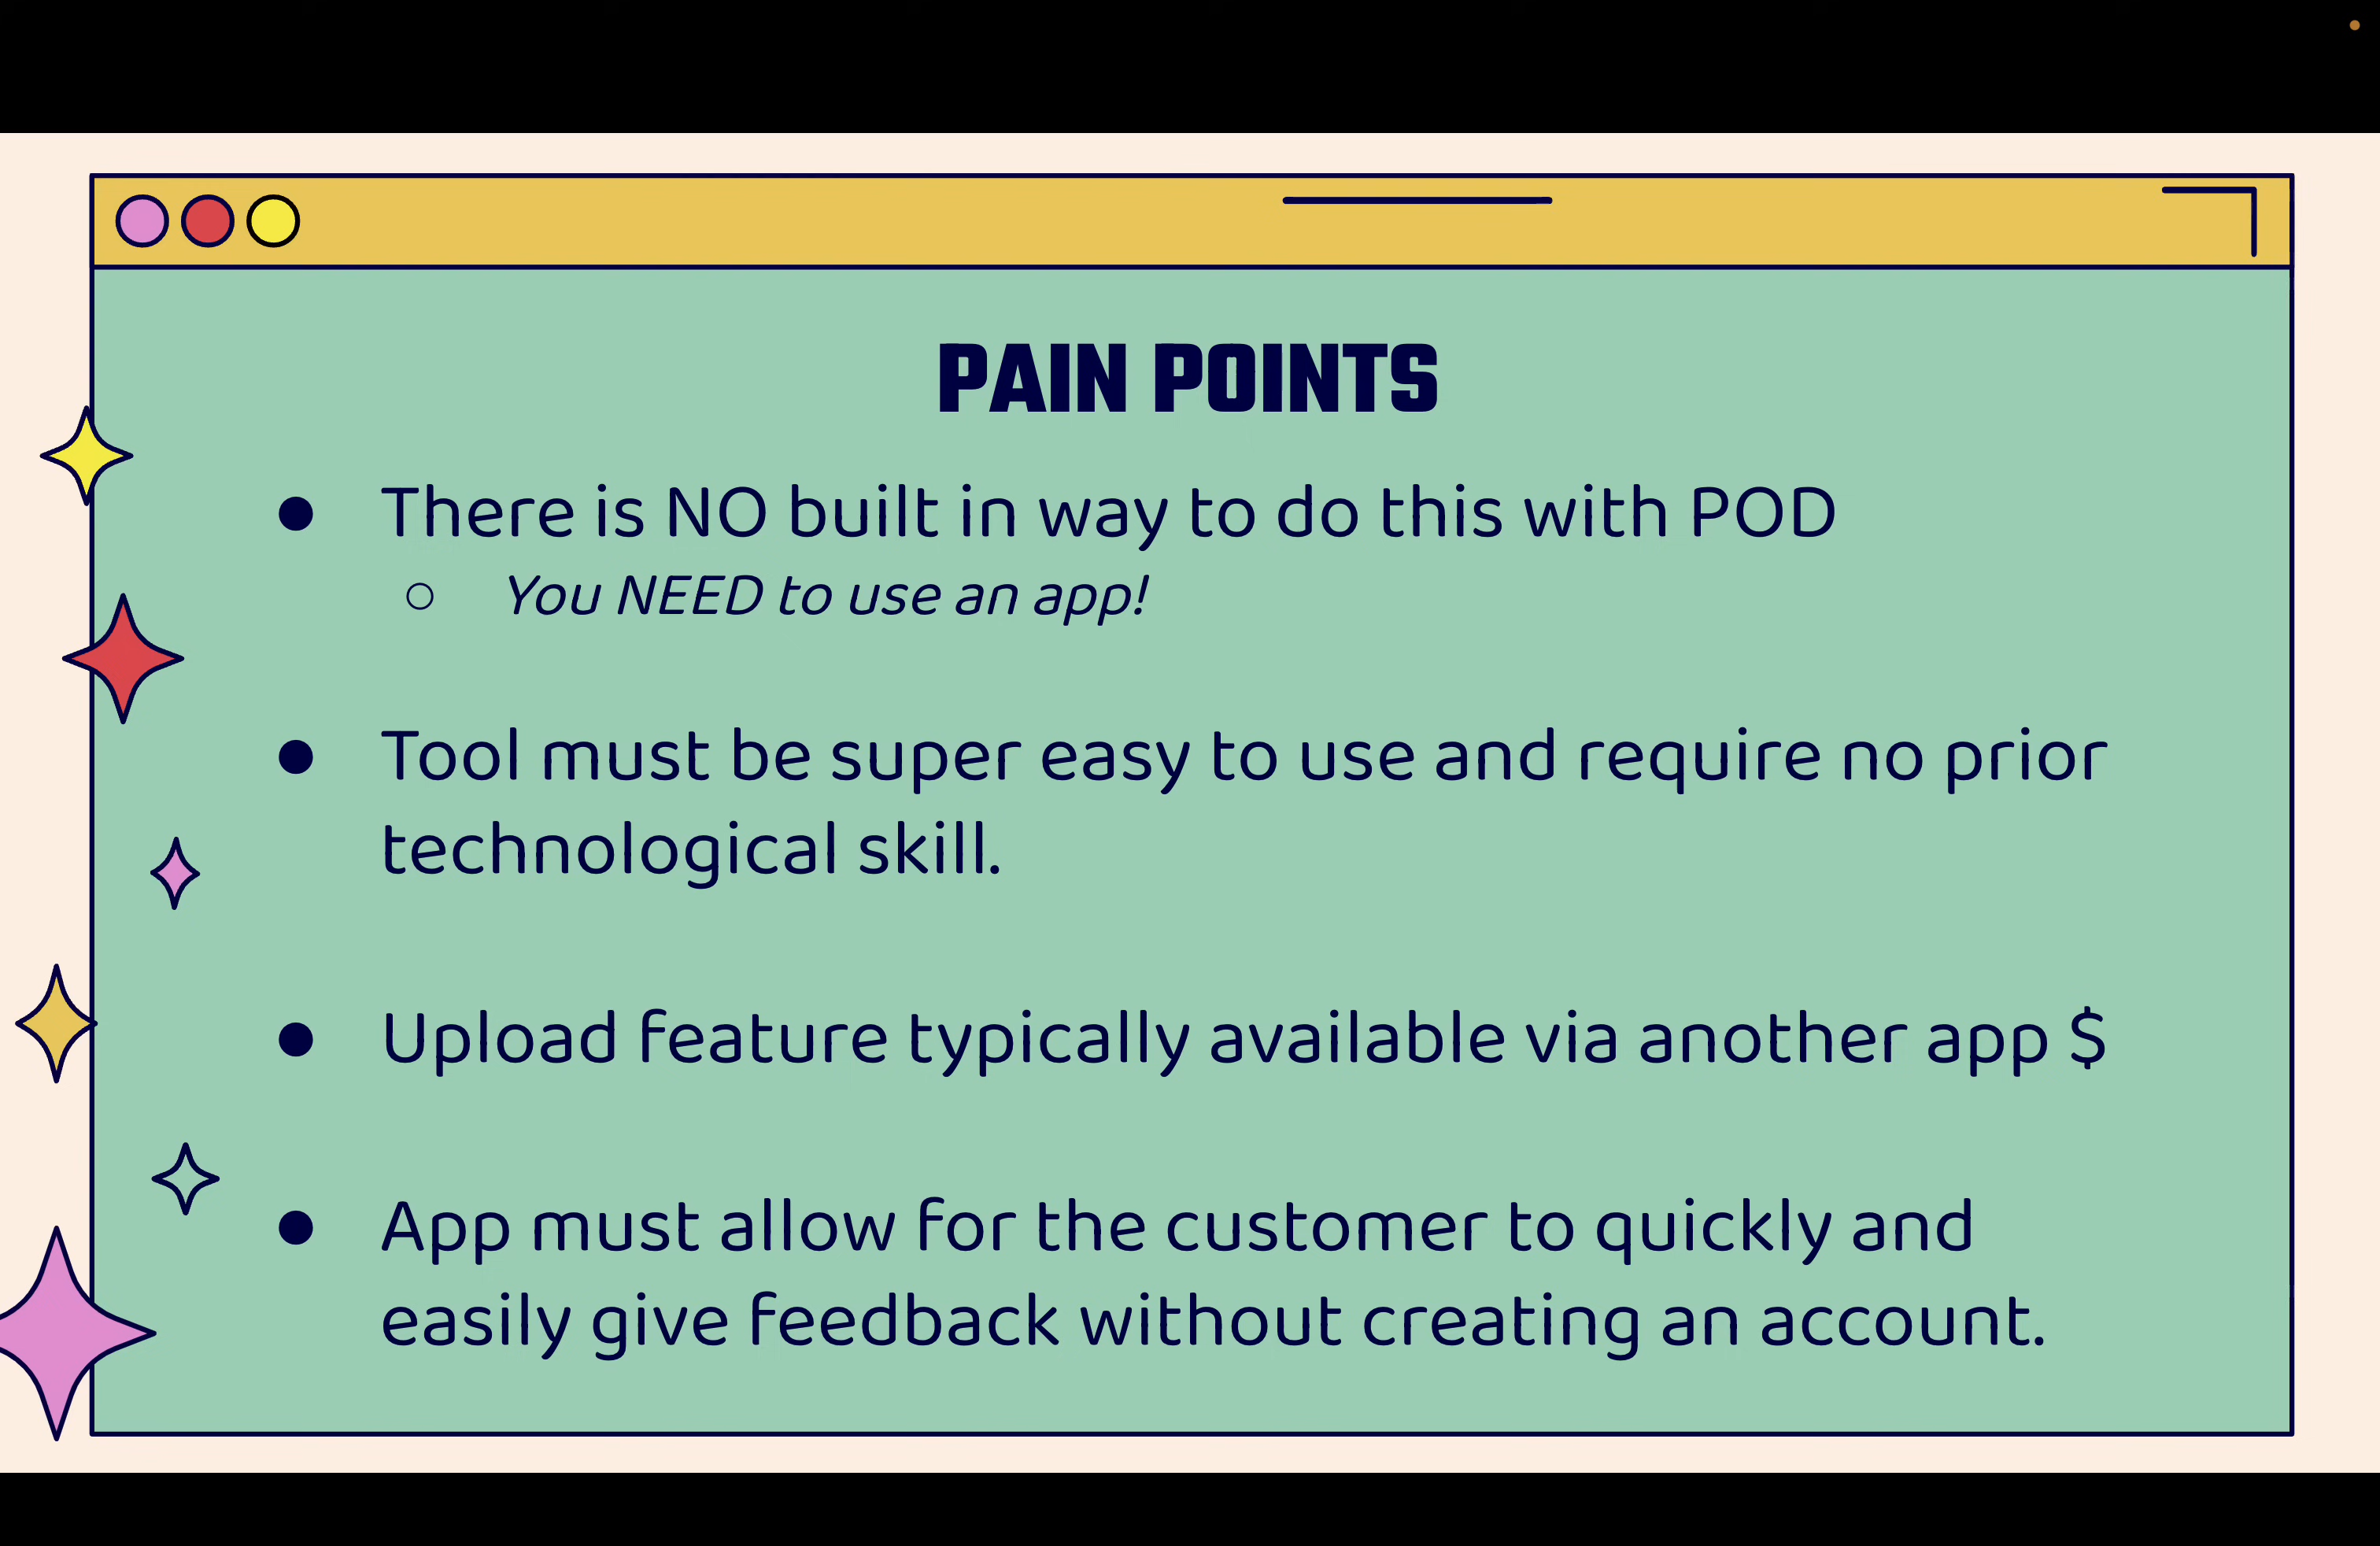 PAIN POINTS
● There is NO built in way to do this with POD
○ You NEED to use an app!
● Tool must be super easy to use and require no prior
technological skill.
● Upload feature typically available via another app $
● App must allow for the customer to quickly and
easily give feedback without creating an account.